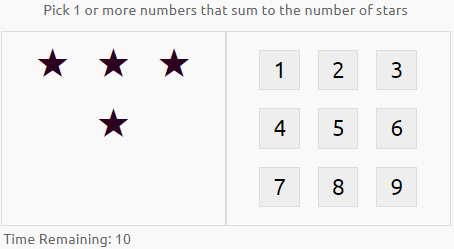 Pick 1 or more numbers that sum to the number of stars
1 2 3
4 5 6
7 8 9
Time Remaining: 10